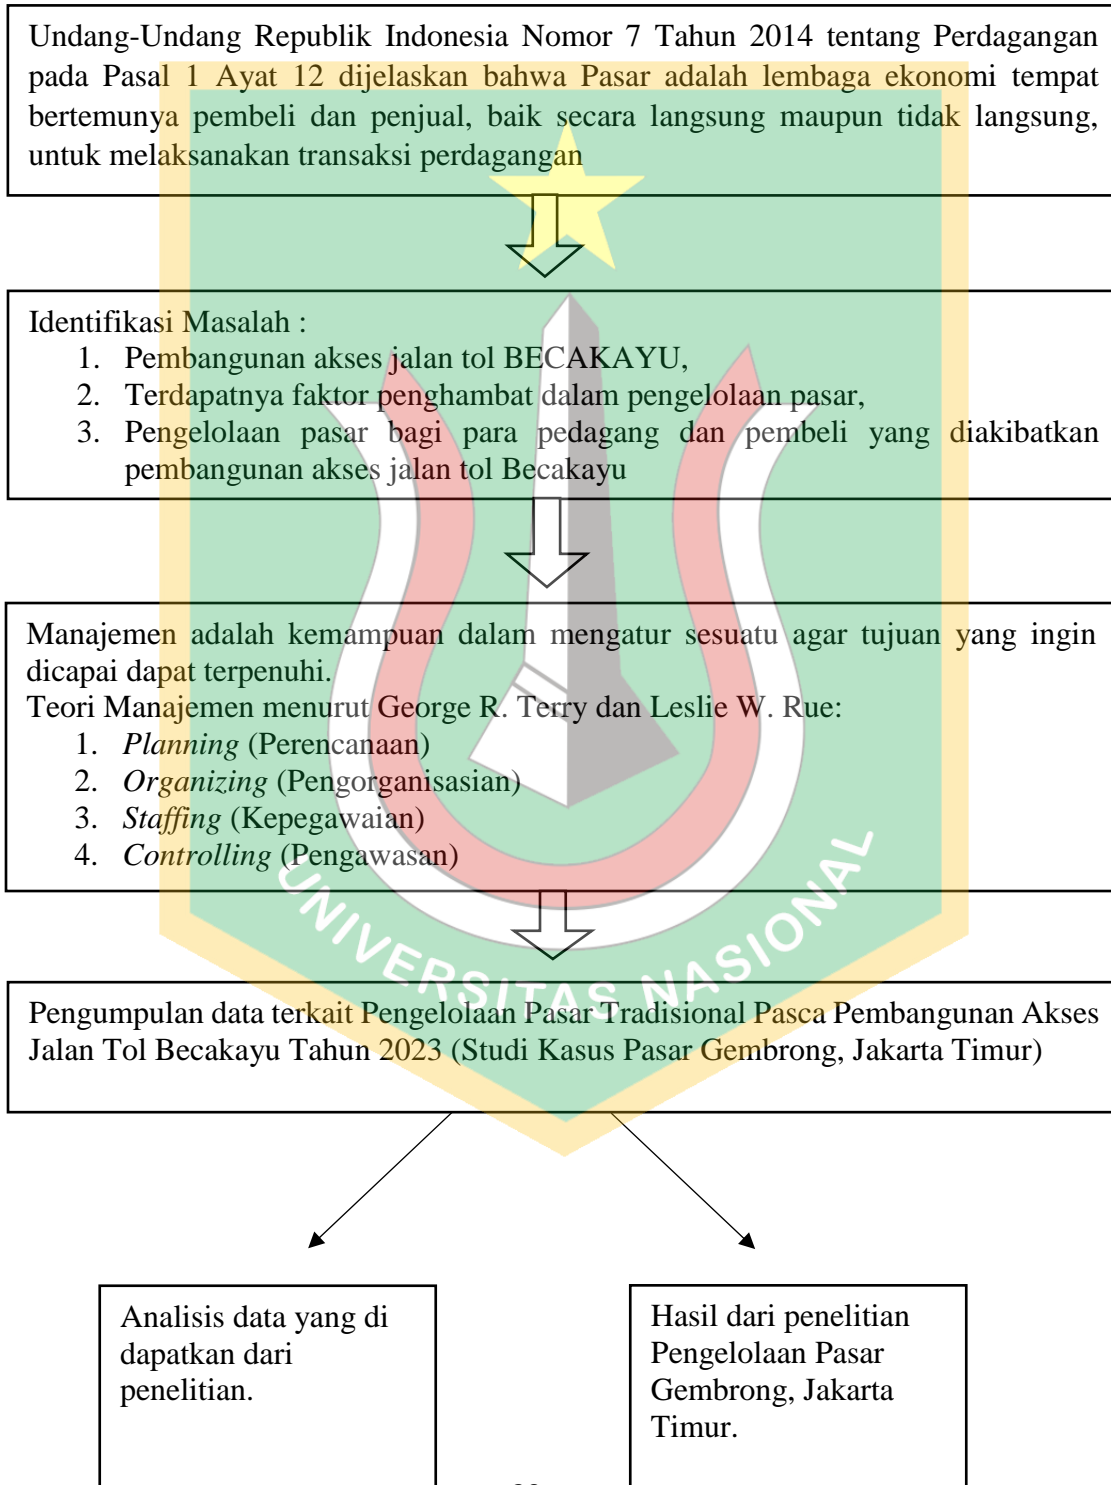 Undang-Undang Republik Indonesia Nomor 7 Tahun 2014 tentang Perdagangan
pada Pasal 1 Ayat 12 dijelaskan bahwa Pasar adalah lembaga ekonomi tempat
bertemunya pembeli dan penjual, baik secara langsung maupun tidak langsung,
untuk melaksanakan transaksi perdagangan
Identifikasi Masalah :
1. Pembangunan akses jalan tol BECAKAYU,
2. Terdapatnya faktor penghambat dalam pengelolaan pasar,
3. Pengelolaan pasar bagi para pedagang dan pembeli yang diakibatkan
pembangunan akses jalan tol Becakayu
Manajemen adalah kemampuan dalam mengatur sesuatu agar tujuan yang ingin
dicapai dapat terpenuhi.
Teori Manajemen menurut George R. Terry dan Leslie W. Rue:
1. Planning (Perencanaan)
2. Organizing (Pengorganisasian)
3. Staffing (Kepegawaian)
4. Controlling (Pengawasan)
UNIVERSITAS NASIONAL
Pengumpulan data terkait Pengelolaan Pasar Tradisional Pasca Pembangunan Akses
Jalan Tol Becakayu Tahun 2023 (Studi Kasus Pasar Gembrong, Jakarta Timur)
Analisis data yang di
dapatkan dari
penelitian.
Hasil dari penelitian
Pengelolaan Pasar
Gembrong, Jakarta
Timur.